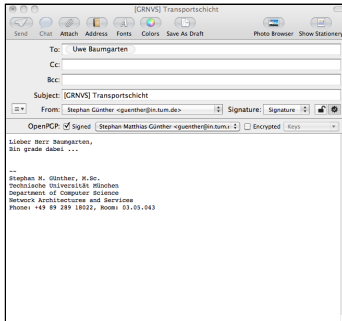 [GRNVS] Transportschicht
Send Chat Attach Address Fonts Colors Save As Draft Photo Browser Show Stationery
To: Uwe Baumgarten
Cc:
Bcc:
Subject: [GRNVS] Transportschicht
From: Stephan Günther <guenther@in.tum.de> Signature: Signature
OpenPGP: Signed Stephan Matthias Günther <guenther@in.tum.c Encrypted Keys
Lieber Herr Baumgarten,
Bin grade dabei ...
--
Stephan M. Günther, M.Sc.
Technische Universität München
Department of Computer Science
Network Architectures and Services
Phone: +49 89 289 18022, Room: 03.05.043